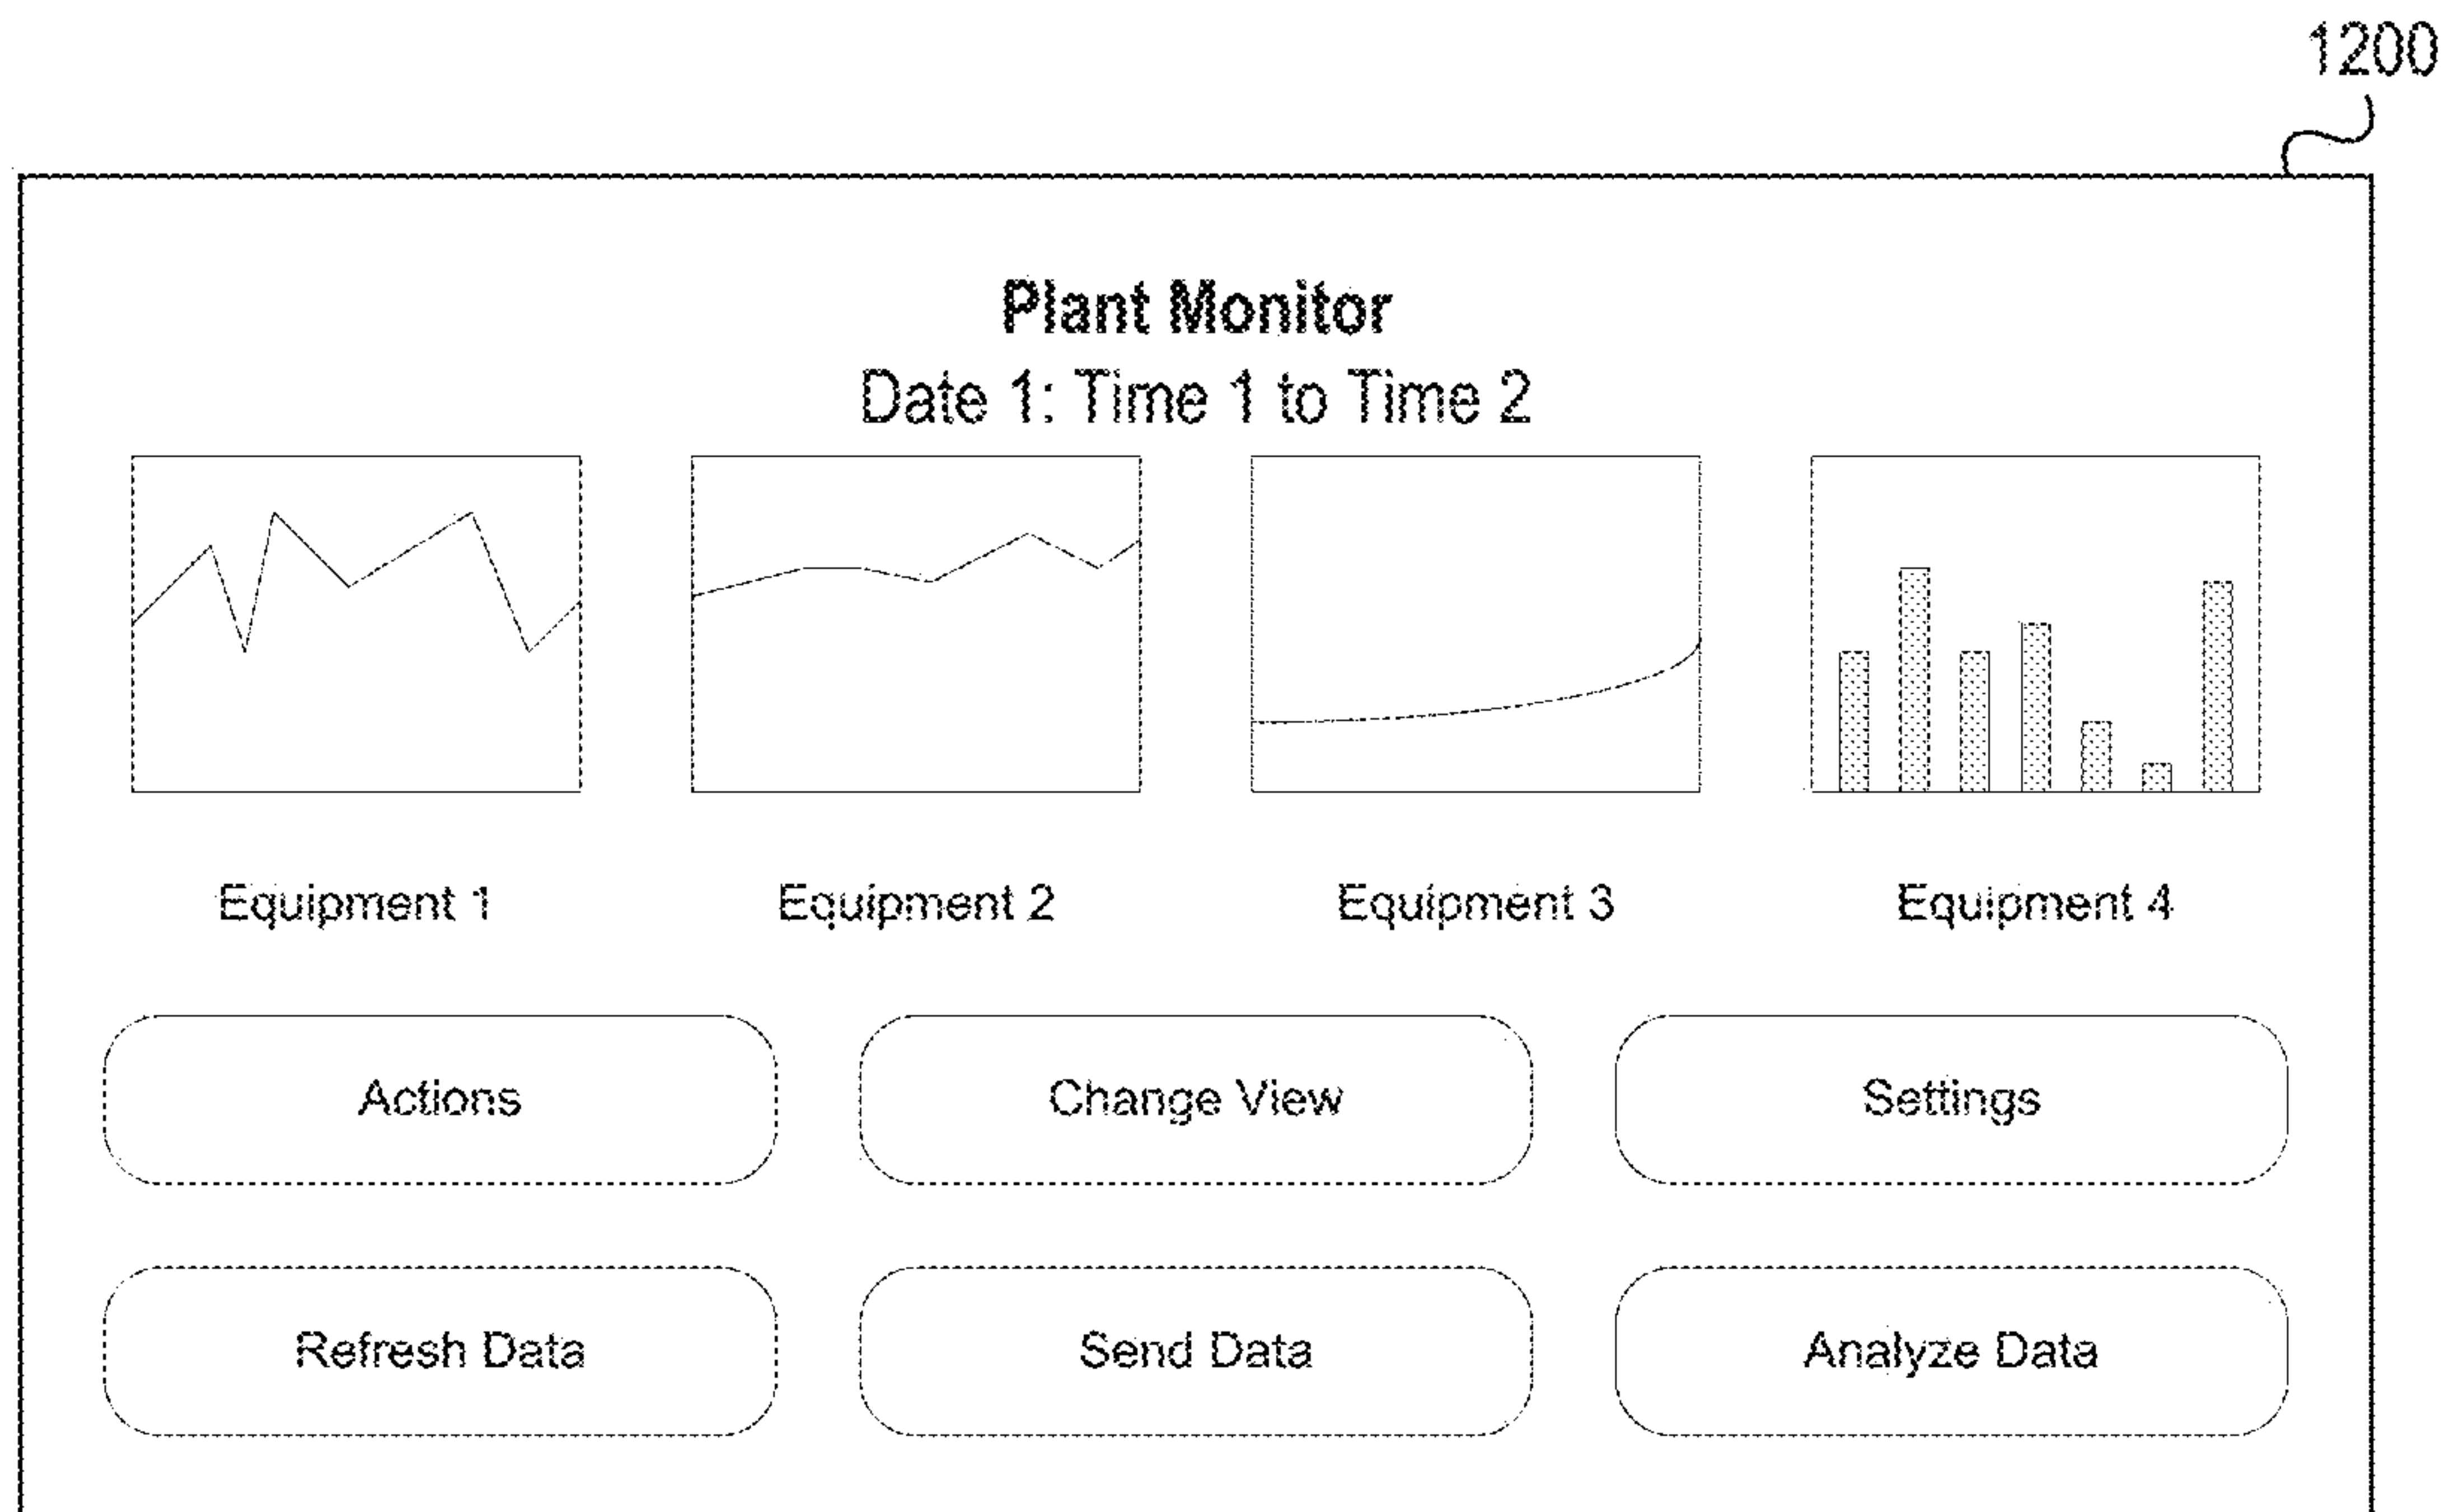 1200
Plant Monitor
Date 1: Time 1 to Time 2
Equipment 1 Equipment 2 Equipment 3 Equipment 4
Actions Change View Settings
Refresh Data Send Data Analyze Data